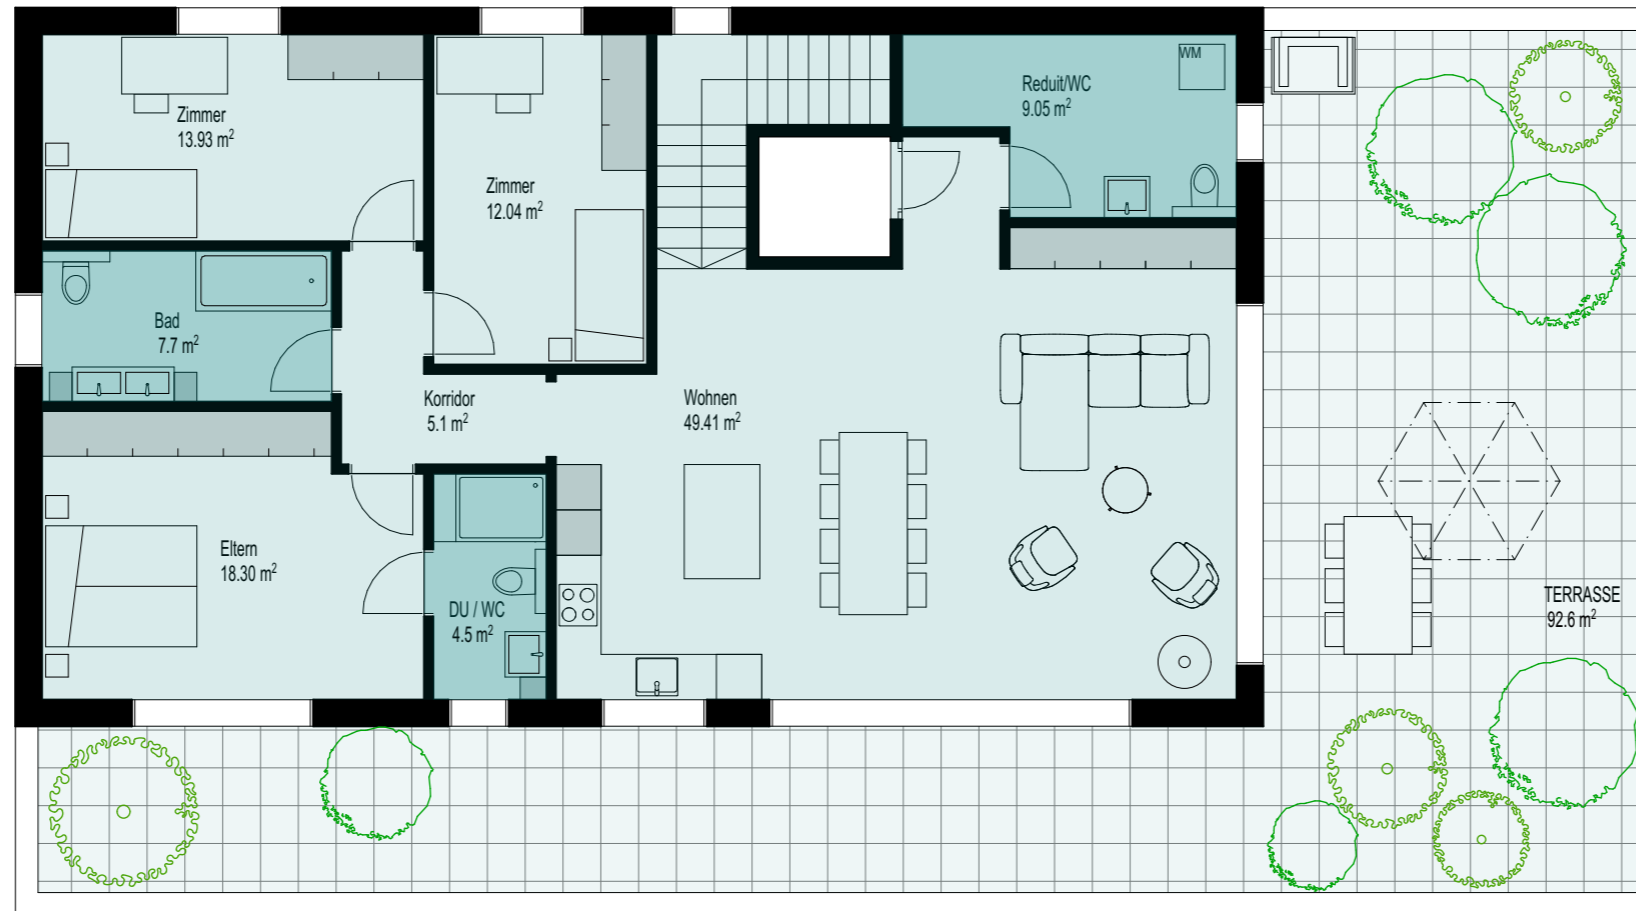 Zimmer
13.93 m²
Zimmer
12.04 m²
Reduit/WC
9.05 m²
WM
Bad
7.7 m²
Korridor
5.1 m²
Wohnen
49.41 m²
Eltern
18.30 m²
DU / WC
4.5 m²
TERRASSE
92.6 m²